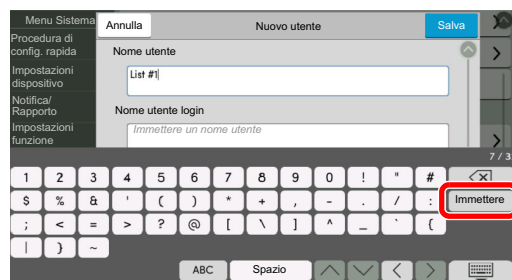 Menu Sistema
Annulla
Nuovo utente
Salva
Procedura di
config. rapida
Nome utente
Impostazioni
dispositivo
List #1
Notifica/
Rapporto
Nome utente login
Impostazioni
funzione
Immettere un nome utente
7 / 3
1 2 3 4 5 6 7 8 9 0 ! " #
$ % & ' ( ) * + , - . / : Immettere
; < = > ? @ [ \ ] ^ _ ` {
| } ~
ABC Spazio